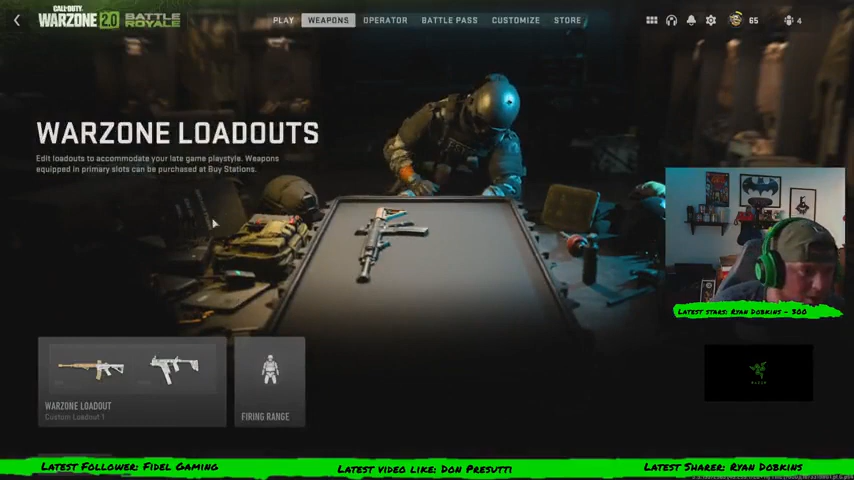 CALL OF DUTY
WARZONE 2.0 BATTLE ROYALE
PLAY WEAPONS OPERATOR BATTLE PASS CUSTOMIZE STORE 65 4
WARZONE LOADOUTS
Edit loadouts to accommodate your late game playstyle. Weapons
equipped in primary slots can be purchased at Buy Stations.
Latest stars: Ryan Dobkins - 300
RAZER
WARZONE LOADOUT
Custom Loadout 1
FIRING RANGE
Latest Follower: Fidel Gaming
Latest video like: Don Presutti
Latest Sharer: Ryan Dobkins